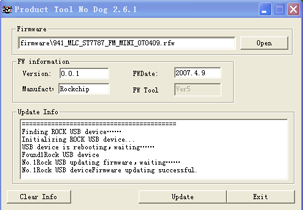 Product Tool No Dog 2.6.1
Firmware
firmware\941_MLC_ST7787_FM_MINI_070409.rfw
Open
FW information
Version: 0.0.1 FWDate: 2007.4.9
Manufact: Rockchip FW Tool Ver5
Update Info
========================================
Finding ROCK USB device······
Initializing ROCK USB device...
USB device is rebooting,waiting······
Found1Rock USB device
No.1Rock USB updating firmware,waiting······
No.1Rock USB deviceFirmware updating successful.
Clear Info Update Exit